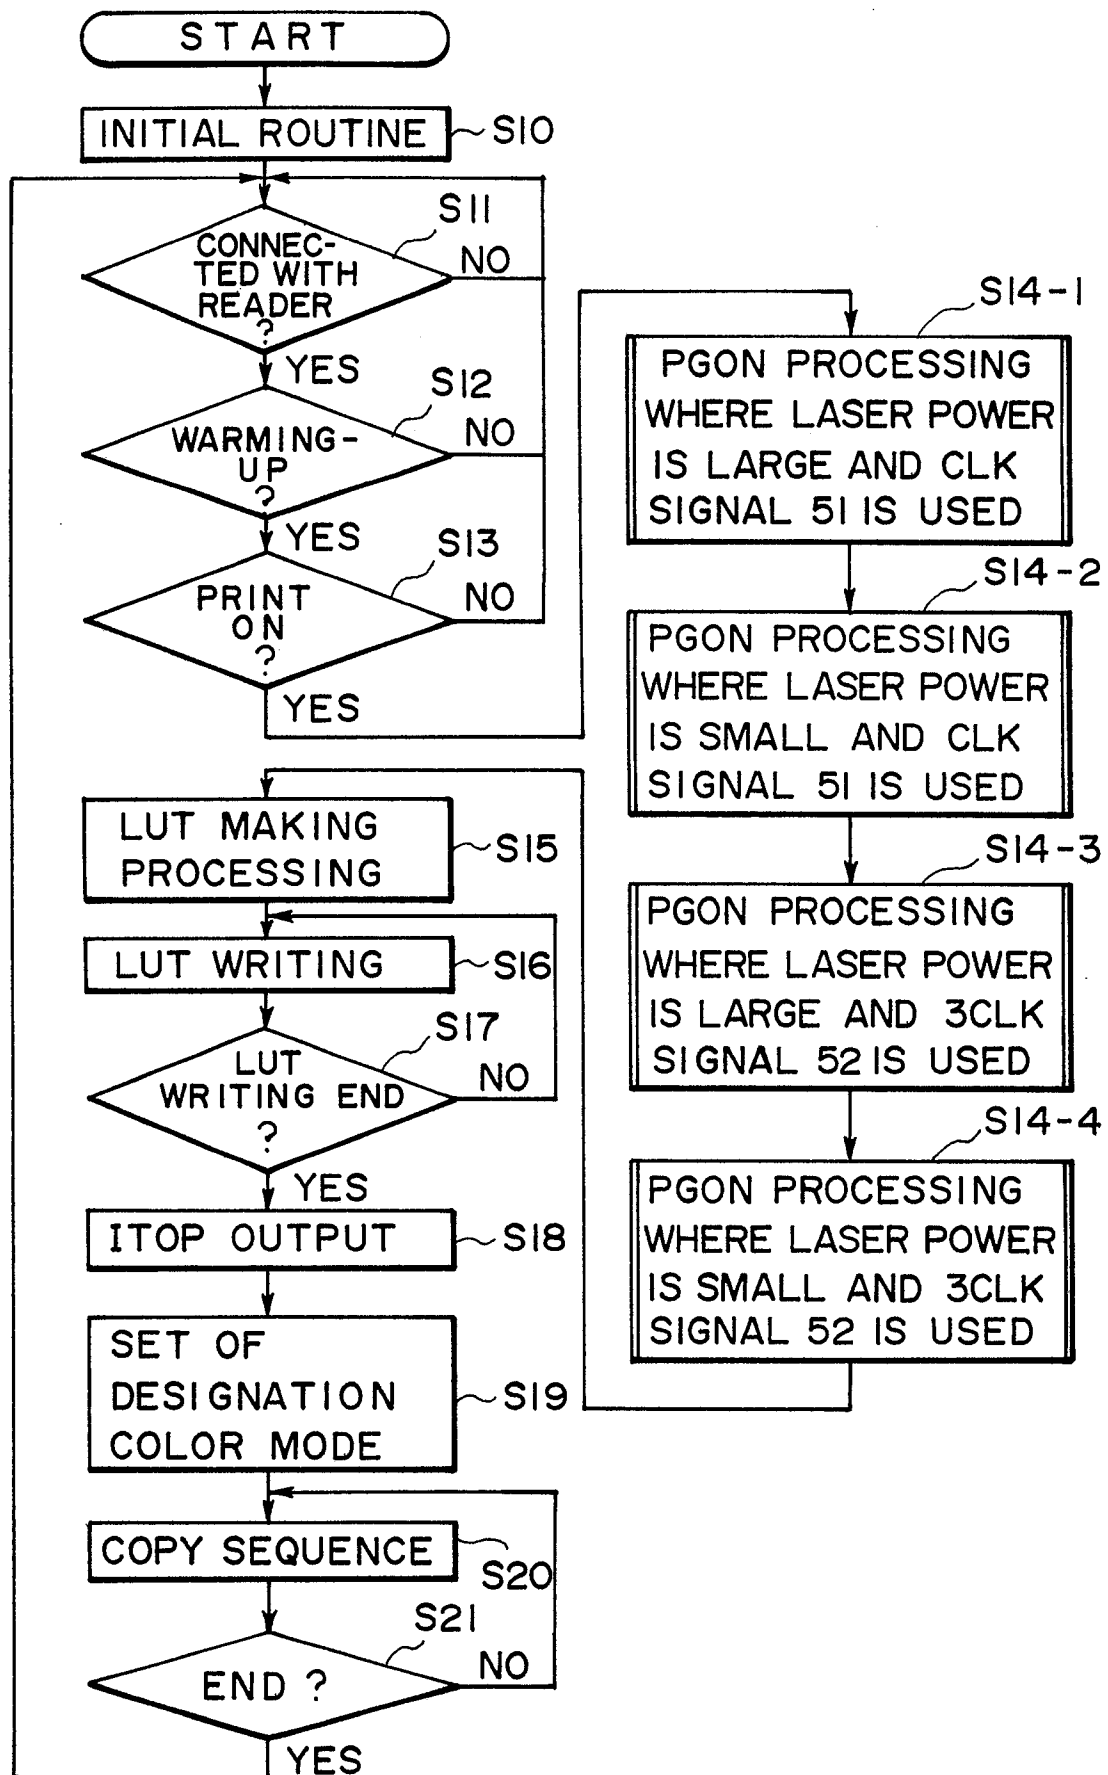 START
INITIAL ROUTINE
S10
S11
CONNEC-
TED WITH
READER
?
NO
YES
S12
WARMING-
UP
?
NO
YES
S13
PRINT
ON
?
NO
YES
S14-1
PGON PROCESSING
WHERE LASER POWER
IS LARGE AND CLK
SIGNAL 51 IS USED
S14-2
PGON PROCESSING
WHERE LASER POWER
IS SMALL AND CLK
SIGNAL 51 IS USED
S14-3
PGON PROCESSING
WHERE LASER POWER
IS LARGE AND 3CLK
SIGNAL 52 IS USED
S14-4
PGON PROCESSING
WHERE LASER POWER
IS SMALL AND 3CLK
SIGNAL 52 IS USED
LUT MAKING
PROCESSING
S15
LUT WRITING
S16
S17
LUT
WRITING END
?
NO
YES
ITOP OUTPUT
S18
SET OF
DESIGNATION
COLOR MODE
S19
COPY SEQUENCE
S20
S21
END ?
NO
YES